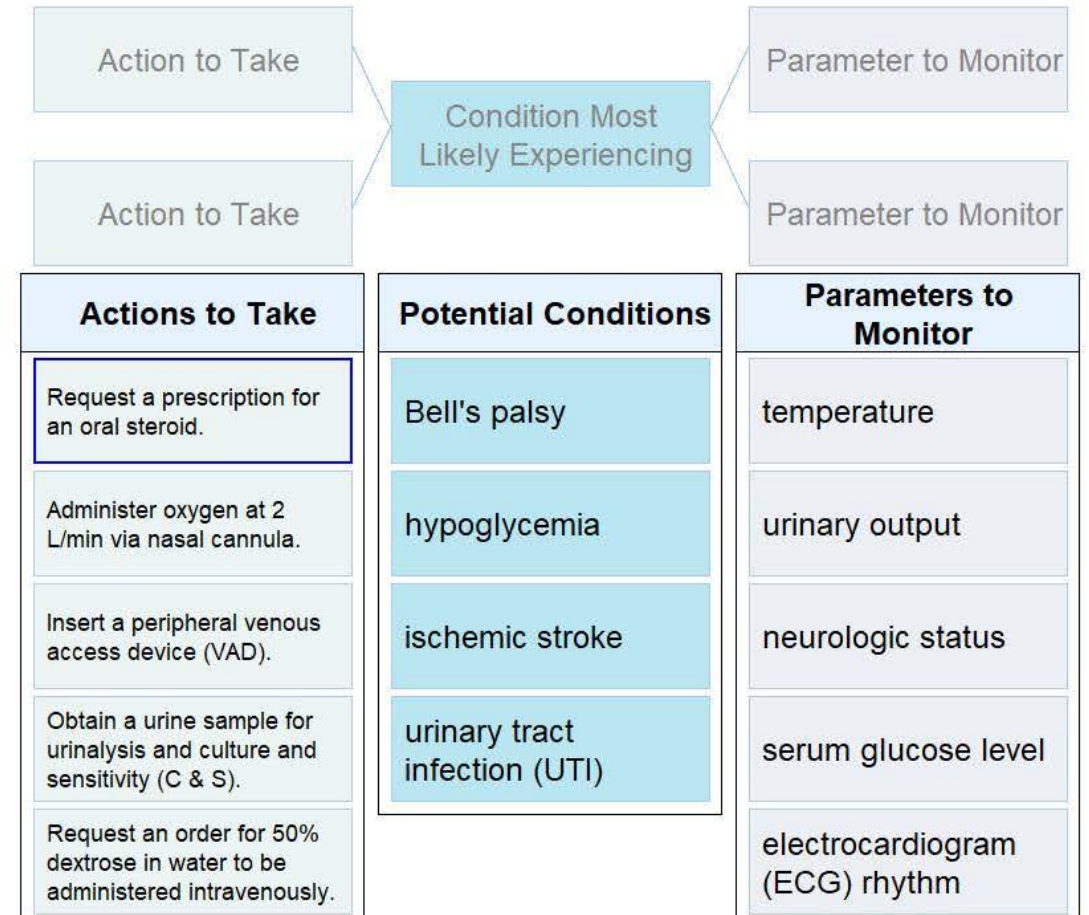 Action to Take
Action to Take
Condition Most
Likely Experiencing
Parameter to Monitor
Parameter to Monitor
Actions to Take
Request a prescription for
an oral steroid.
Administer oxygen at 2
L/min via nasal cannula.
Insert a peripheral venous
access device (VAD).
Obtain a urine sample for
urinalysis and culture and
sensitivity (C & S).
Request an order for 50%
dextrose in water to be
administered intravenously.
Potential Conditions
Bell's palsy
hypoglycemia
ischemic stroke
urinary tract
infection (UTI)
Parameters to
Monitor
temperature
urinary output
neurologic status
serum glucose level
electrocardiogram
(ECG) rhythm